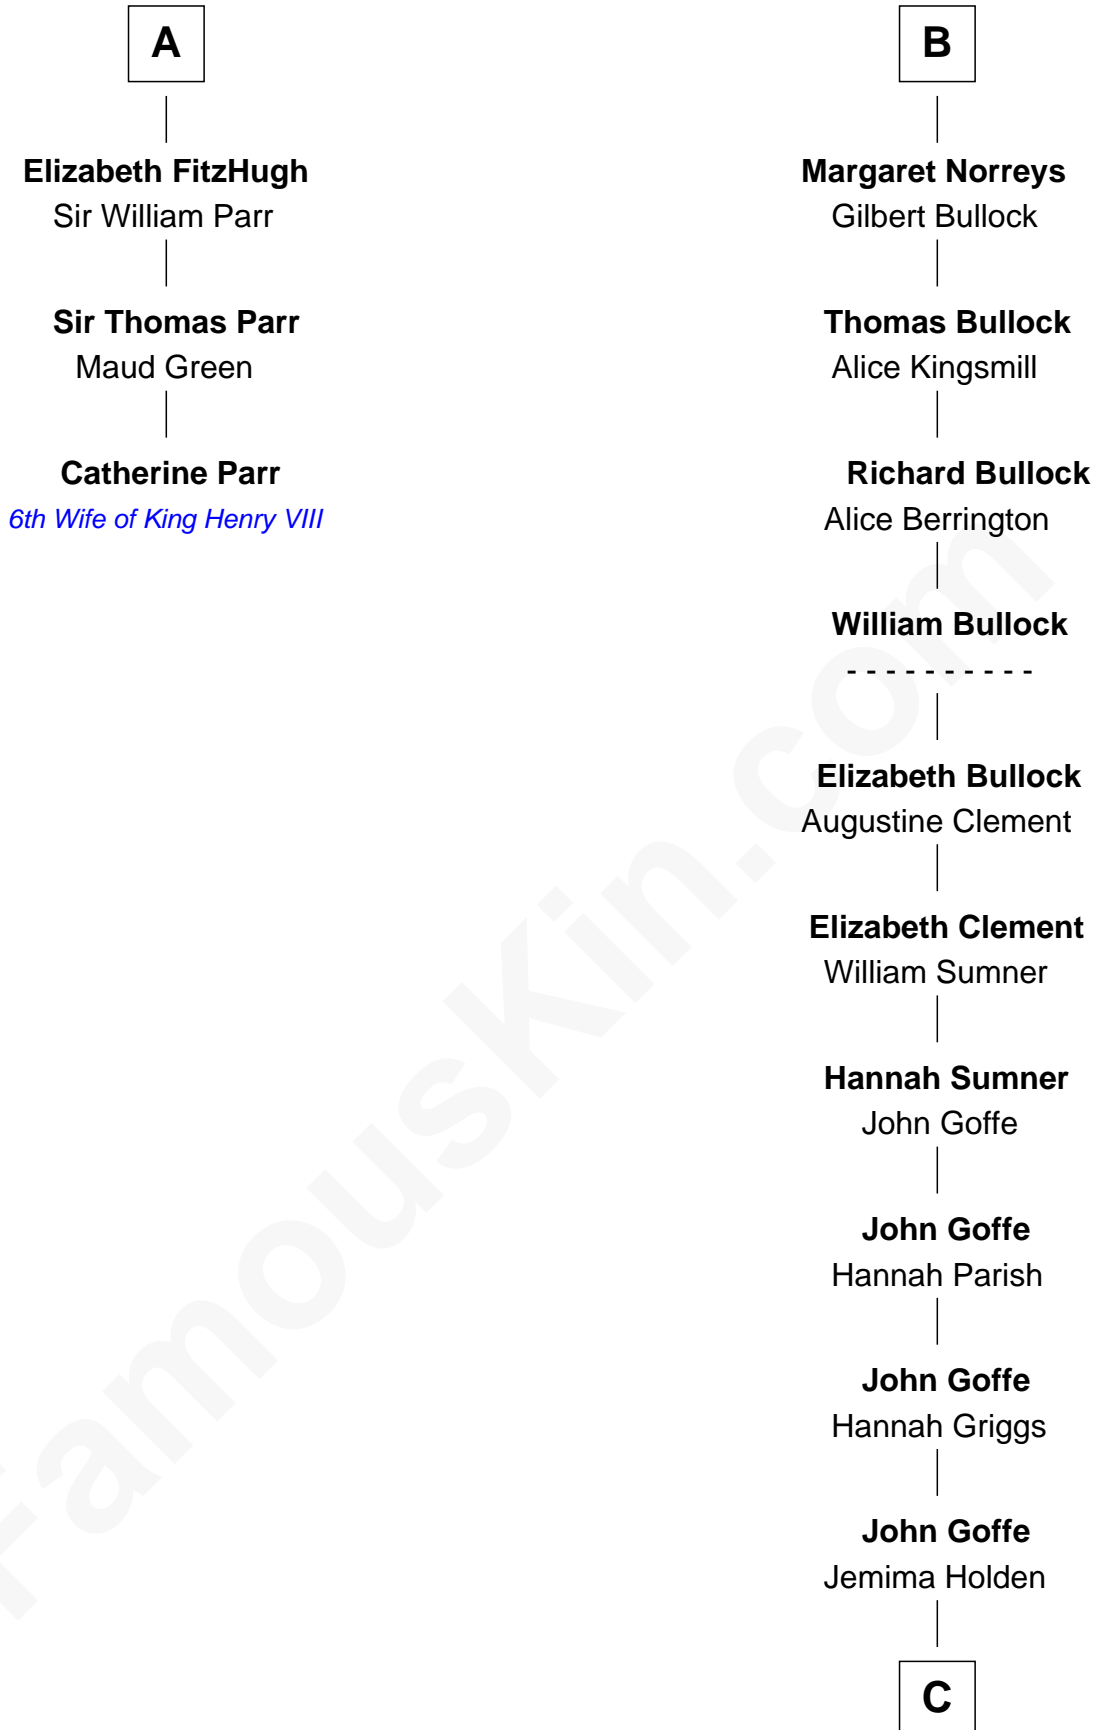 A
Elizabeth FitzHugh
Sir William Parr
Sir Thomas Parr
Maud Green
Catherine Parr
6th Wife of King Henry VIII
B
Margaret Norreys
Gilbert Bullock
Thomas Bullock
Alice Kingsmill
Richard Bullock
Alice Berrington
William Bullock
- - - - - - - - - -
Elizabeth Bullock
Augustine Clement
Elizabeth Clement
William Sumner
Hannah Sumner
John Goffe
John Goffe
Hannah Parish
John Goffe
Hannah Griggs
John Goffe
Jemima Holden
C
FamousKin.com